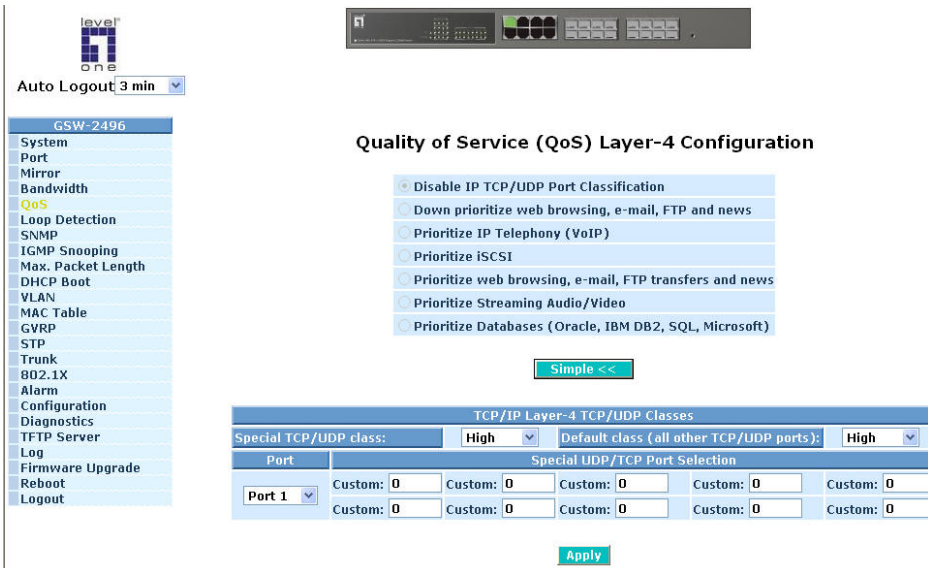 level
one
Auto Logout 3 min
GSW-2496
System
Port
Mirror
Bandwidth
QoS
Loop Detection
SNMP
IGMP Snooping
Max. Packet Length
DHCP Boot
VLAN
MAC Table
GVRP
STP
Trunk
802.1X
Alarm
Configuration
Diagnostics
TFTP Server
Log
Firmware Upgrade
Reboot
Logout
Quality of Service (QoS) Layer-4 Configuration
Disable IP TCP/UDP Port Classification
Down prioritize web browsing, e-mail, FTP and news
Prioritize IP Telephony (VoIP)
Prioritize iSCSI
Prioritize web browsing, e-mail, FTP transfers and news
Prioritize Streaming Audio/Video
Prioritize Databases (Oracle, IBM DB2, SQL, Microsoft)
Simple <<
TCP/IP Layer-4 TCP/UDP Classes
Special TCP/UDP class: High Default class (all other TCP/UDP ports): High
Port Special UDP/TCP Port Selection
Port 1
Custom: 0 Custom: 0 Custom: 0 Custom: 0 Custom: 0
Custom: 0 Custom: 0 Custom: 0 Custom: 0 Custom: 0
Apply